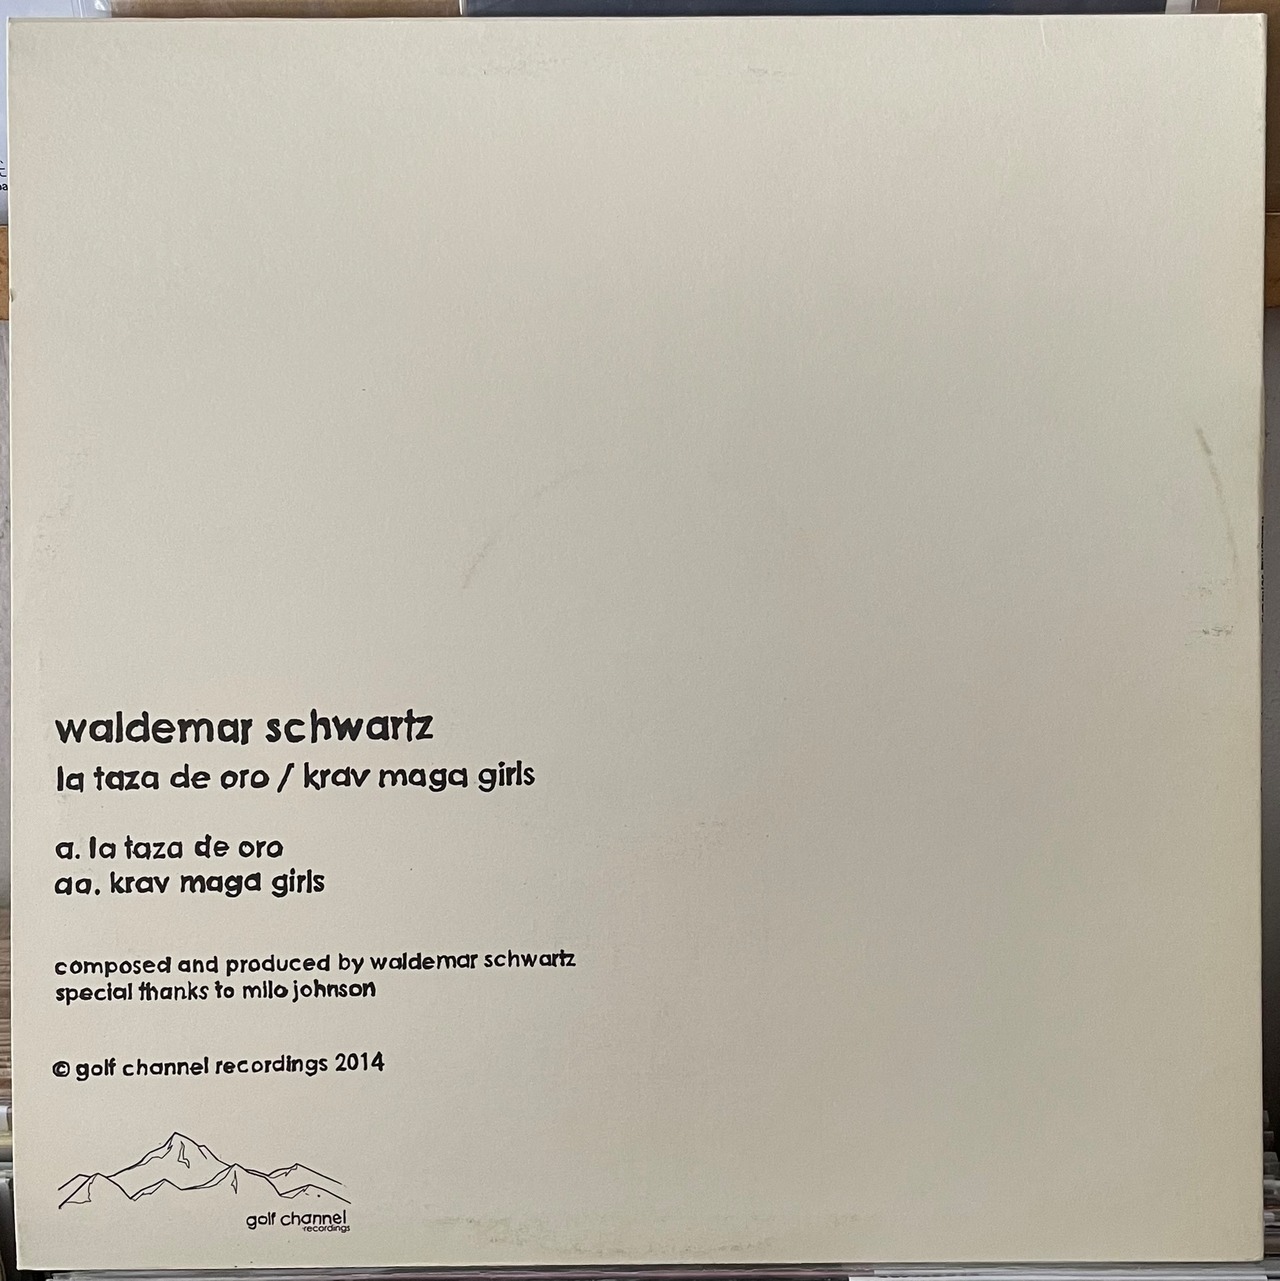 waldemar schwartz
la taza de oro / krav maga girls
a. la taza de oro
aa. krav maga girls
composed and produced by waldemar schwartz
special thanks to milo johnson
© golf channel recordings 2014
golf channel
recordings